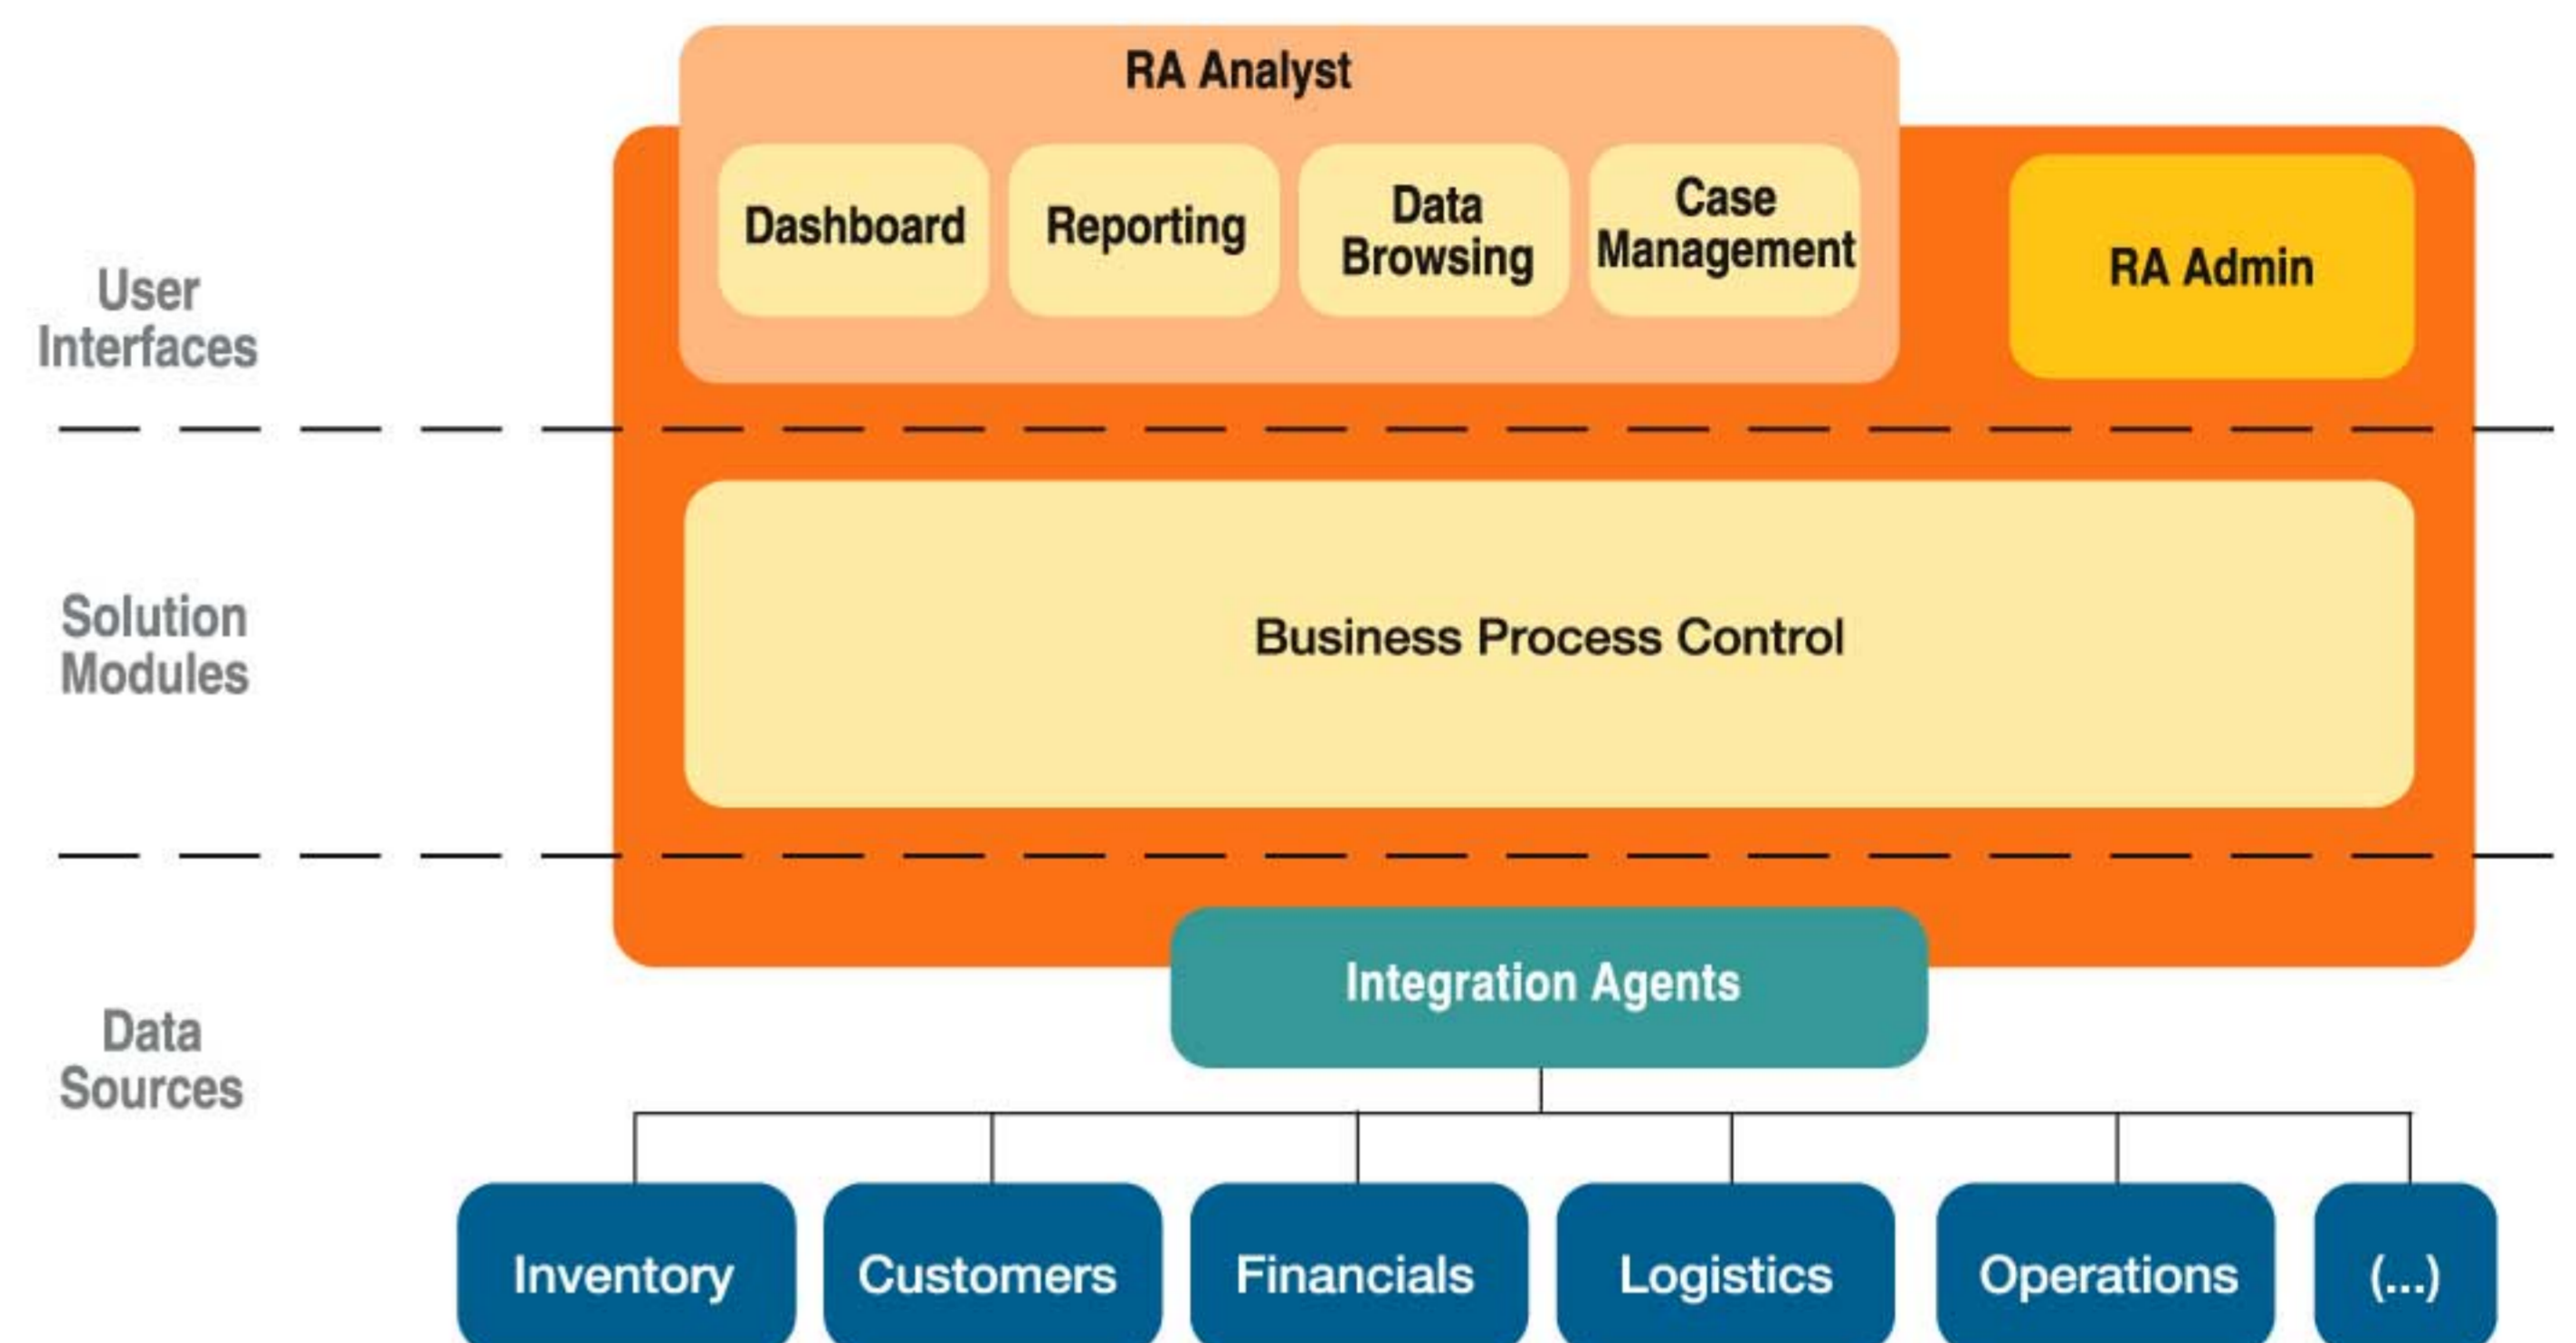 RA Analyst
Dashboard
Reporting
Data
Browsing
Case
Management
RA Admin
User
Interfaces
Business Process Control
Solution
Modules
Integration Agents
Data
Sources
Inventory
Customers
Financials
Logistics
Operations
(...)